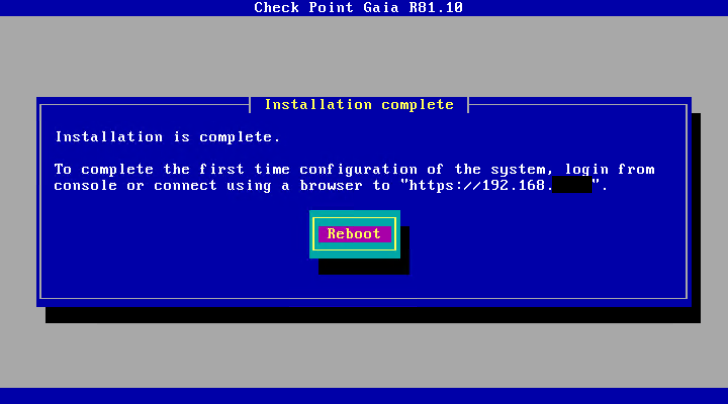 Check Point Gaia R81.10
Installation complete
Installation is complete.
To complete the first time configuration of the system, login from
console or connect using a browser to "https://192.168. ".
Reboot